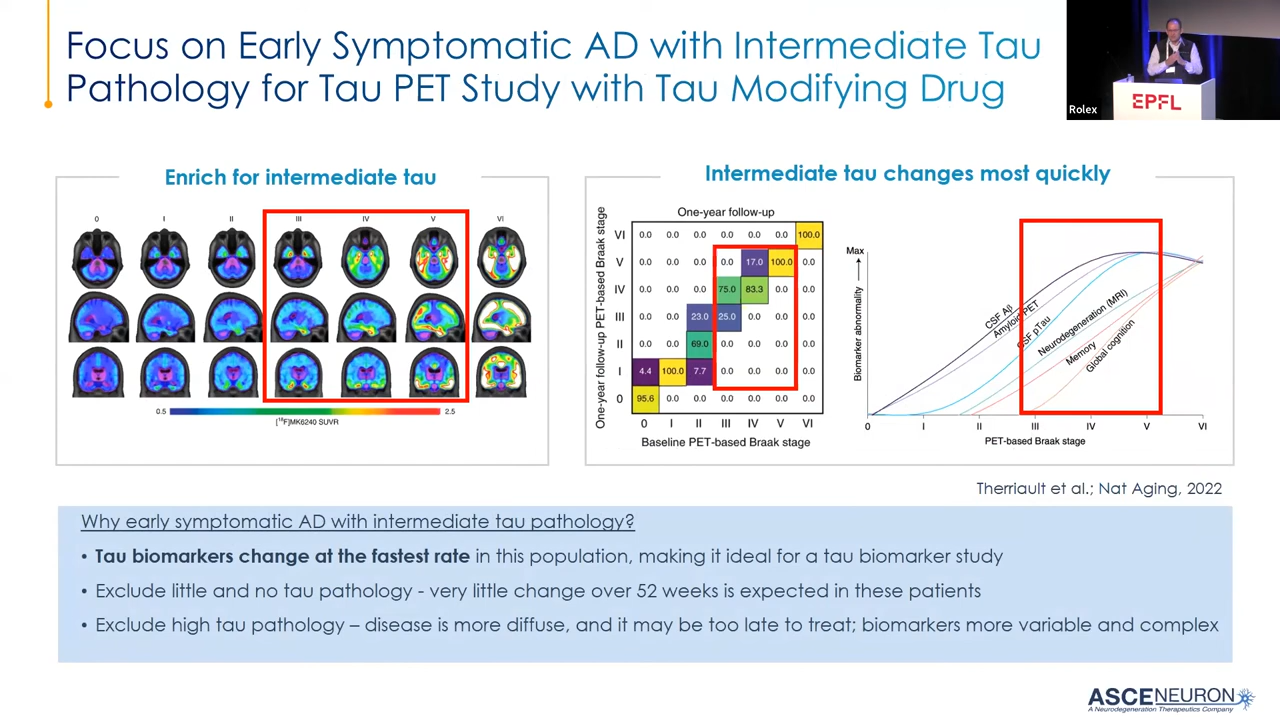 Focus on Early Symptomatic AD with Intermediate Tau
Pathology for Tau PET Study with Tau Modifying Drug
EPFL
Rolex
Enrich for intermediate tau
0 I II III IV V VI
0.5 2.5
[18F]MK6240 SUVR
Intermediate tau changes most quickly
One-year follow-up
One-year follow-up PET-based Braak stage
VI 0.0 0.0 0.0 0.0 0.0 0.0 100.0
V 0.0 0.0 0.0 0.0 17.0 100.0 0.0
IV 0.0 0.0 0.0 75.0 83.3 0.0 0.0
III 0.0 0.0 23.0 25.0 0.0 0.0 0.0
II 0.0 0.0 69.0 0.0 0.0 0.0 0.0
I 4.4 100.0 7.7 0.0 0.0 0.0 0.0
0 95.6 0.0 0.0 0.0 0.0 0.0 0.0
0 I II III IV V VI
Baseline PET-based Braak stage
Max
Biomarker abnormality
CSF Aβ
Amyloid PET
CSF pTau
Neurodegeneration (MRI)
Memory
Global cognition
0 I II III IV V VI
PET-based Braak stage
Therriault et al.; Nat Aging, 2022
Why early symptomatic AD with intermediate tau pathology?
• Tau biomarkers change at the fastest rate in this population, making it ideal for a tau biomarker study
• Exclude little and no tau pathology - very little change over 52 weeks is expected in these patients
• Exclude high tau pathology – disease is more diffuse, and it may be too late to treat; biomarkers more variable and complex
ASCENEURON
A Neurodegeneration Therapeutics Company